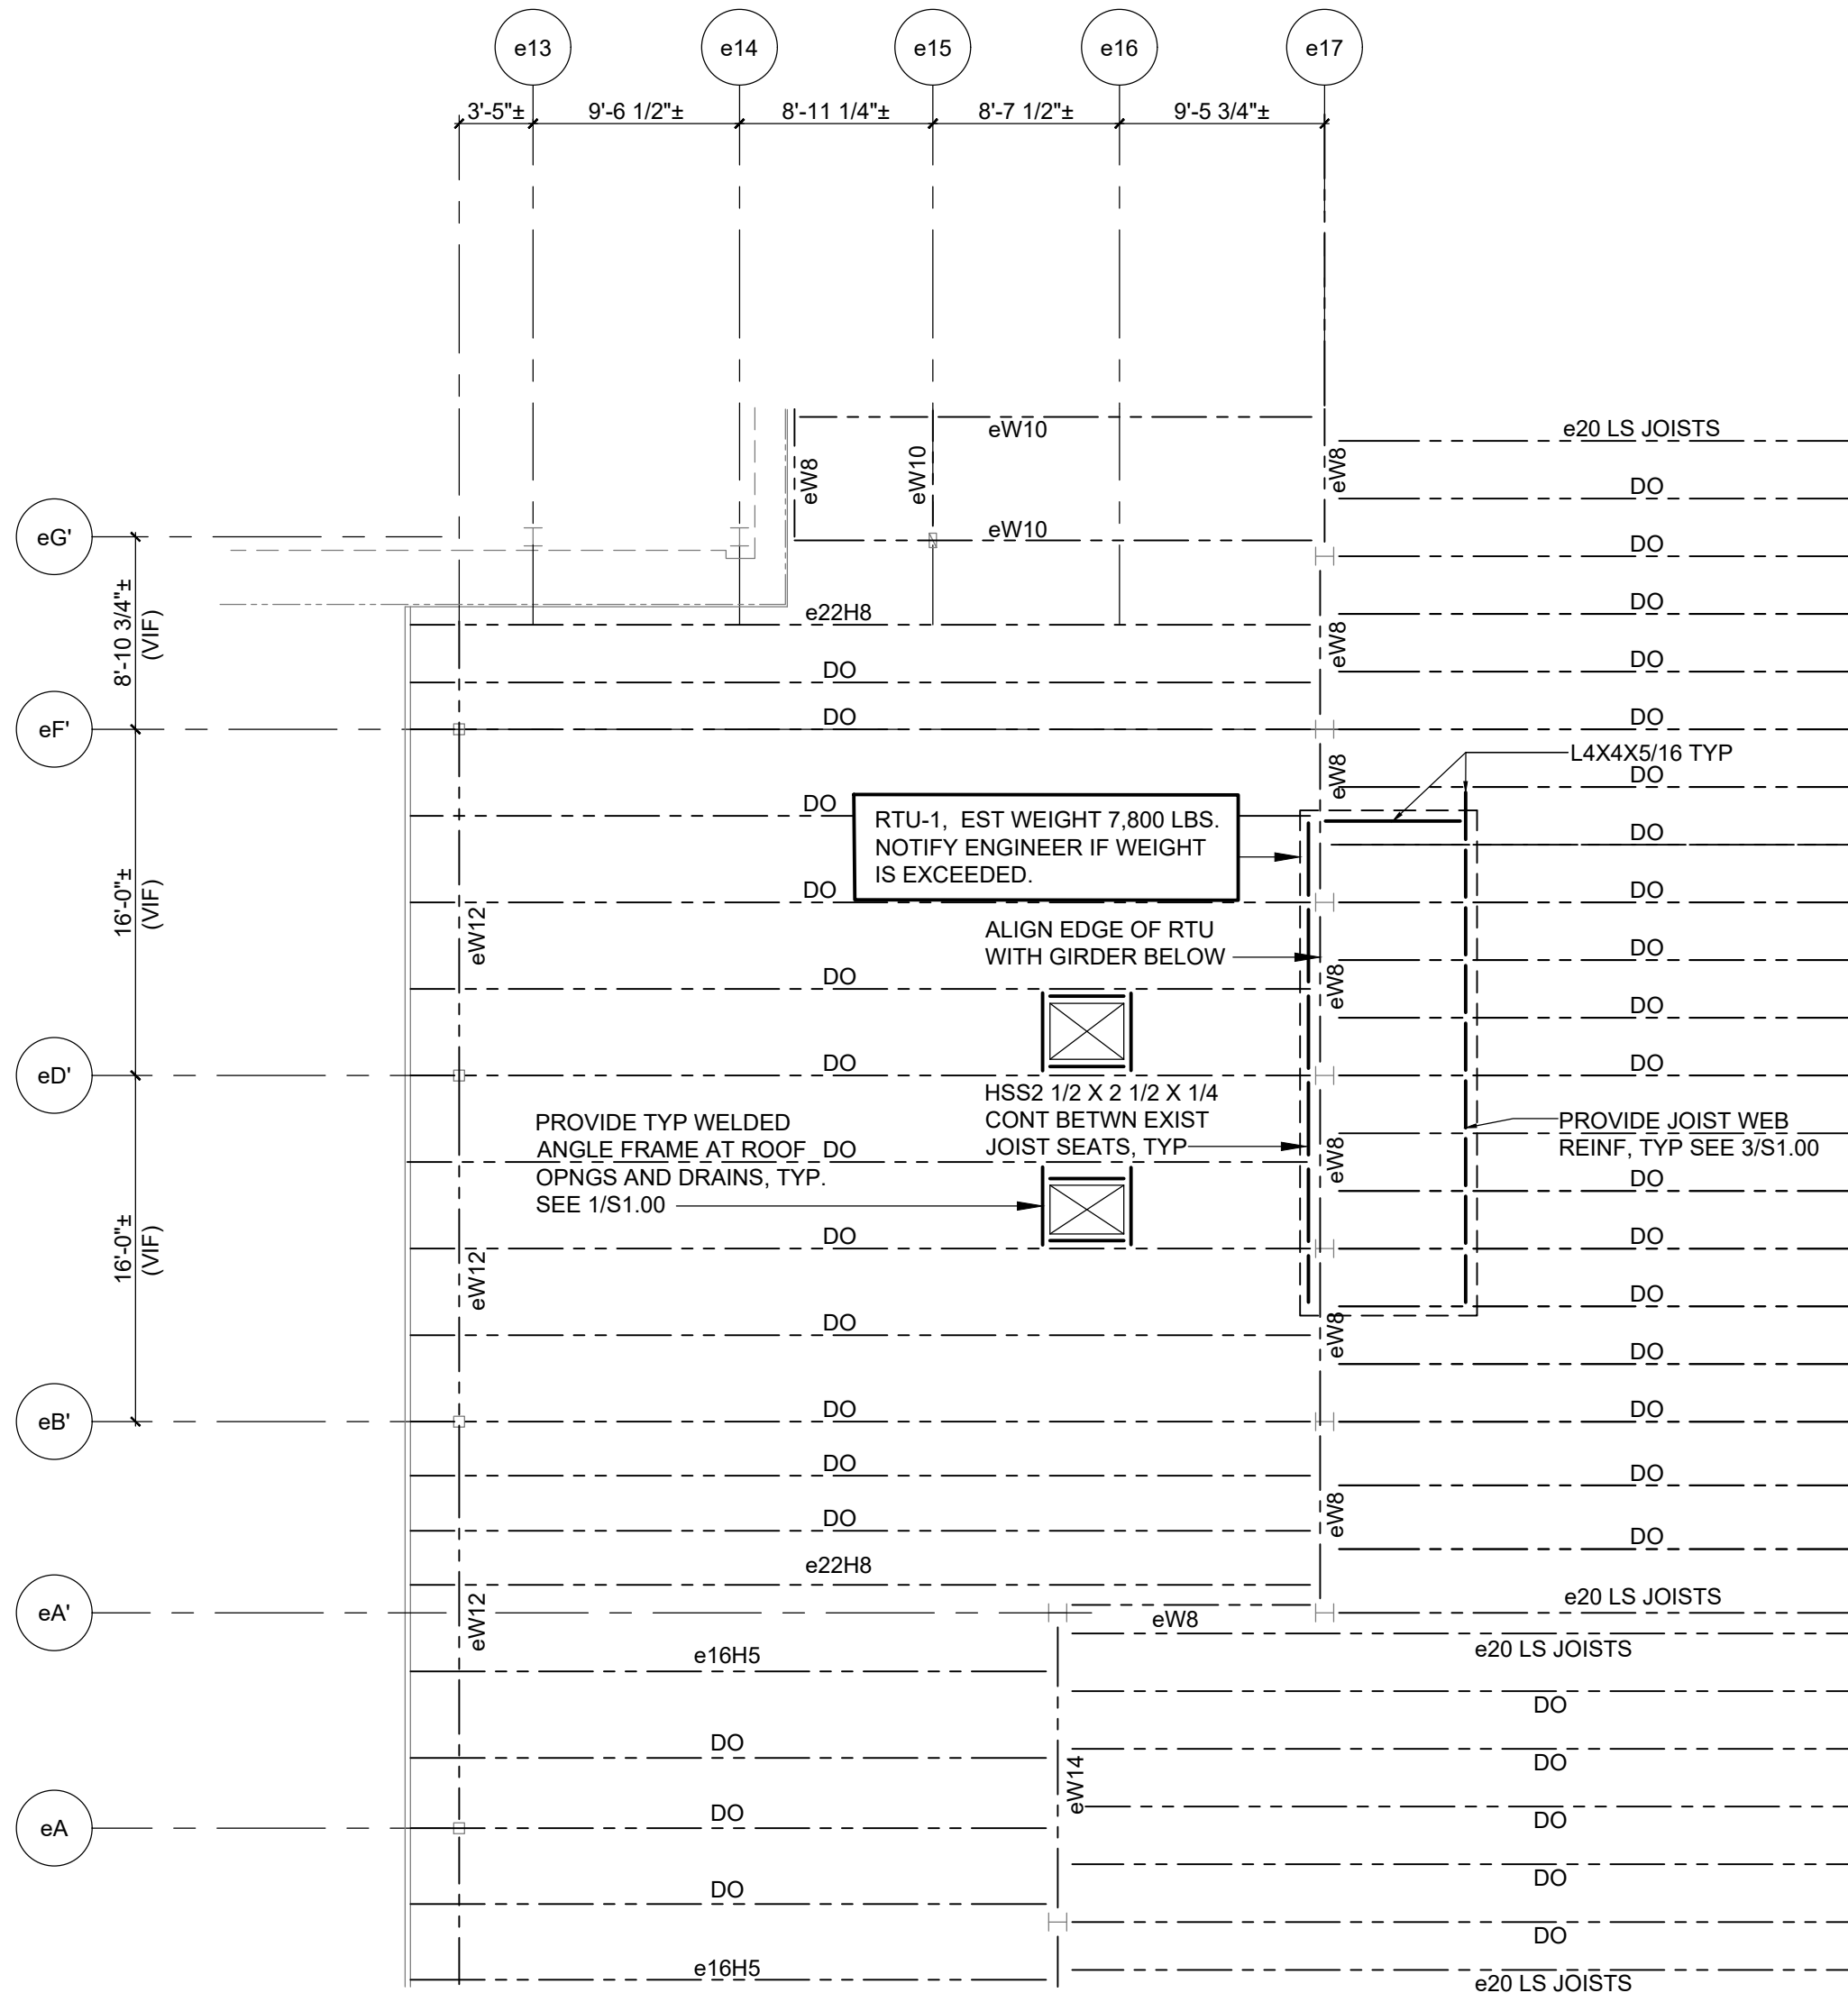 e13
e14
e15
e16
e17
3'-5"±
9'-6 1/2"±
8'-11 1/4"±
8'-7 1/2"±
9'-5 3/4"±
eW10
e20 LS JOISTS
eW8
eW10
eW8
DO
eG'
eW10
DO
8'-10 3/4"±
(VIF)
e22H8
DO
eW8
DO
DO
eF'
DO
DO
L4X4X5/16 TYP
eW8
DO
DO
RTU-1, EST WEIGHT 7,800 LBS.
NOTIFY ENGINEER IF WEIGHT
IS EXCEEDED.
DO
16'-0"±
(VIF)
DO
DO
eW12
ALIGN EDGE OF RTU
WITH GIRDER BELOW
DO
DO
eW8
DO
eD'
DO
DO
HSS2 1/2 X 2 1/2 X 1/4
CONT BETWN EXIST
JOIST SEATS, TYP
PROVIDE TYP WELDED
ANGLE FRAME AT ROOF
OPNGS AND DRAINS, TYP.
SEE 1/S1.00
DO
eW8
PROVIDE JOIST WEB
REINF, TYP SEE 3/S1.00
DO
16'-0"±
(VIF)
DO
DO
eW12
DO
DO
eW8
DO
eB'
DO
DO
DO
DO
DO
eW8
DO
e22H8
eA'
e20 LS JOISTS
eW12
eW8
e16H5
e20 LS JOISTS
DO
DO
eW14
DO
eA
DO
DO
DO
DO
DO
e16H5
e20 LS JOISTS